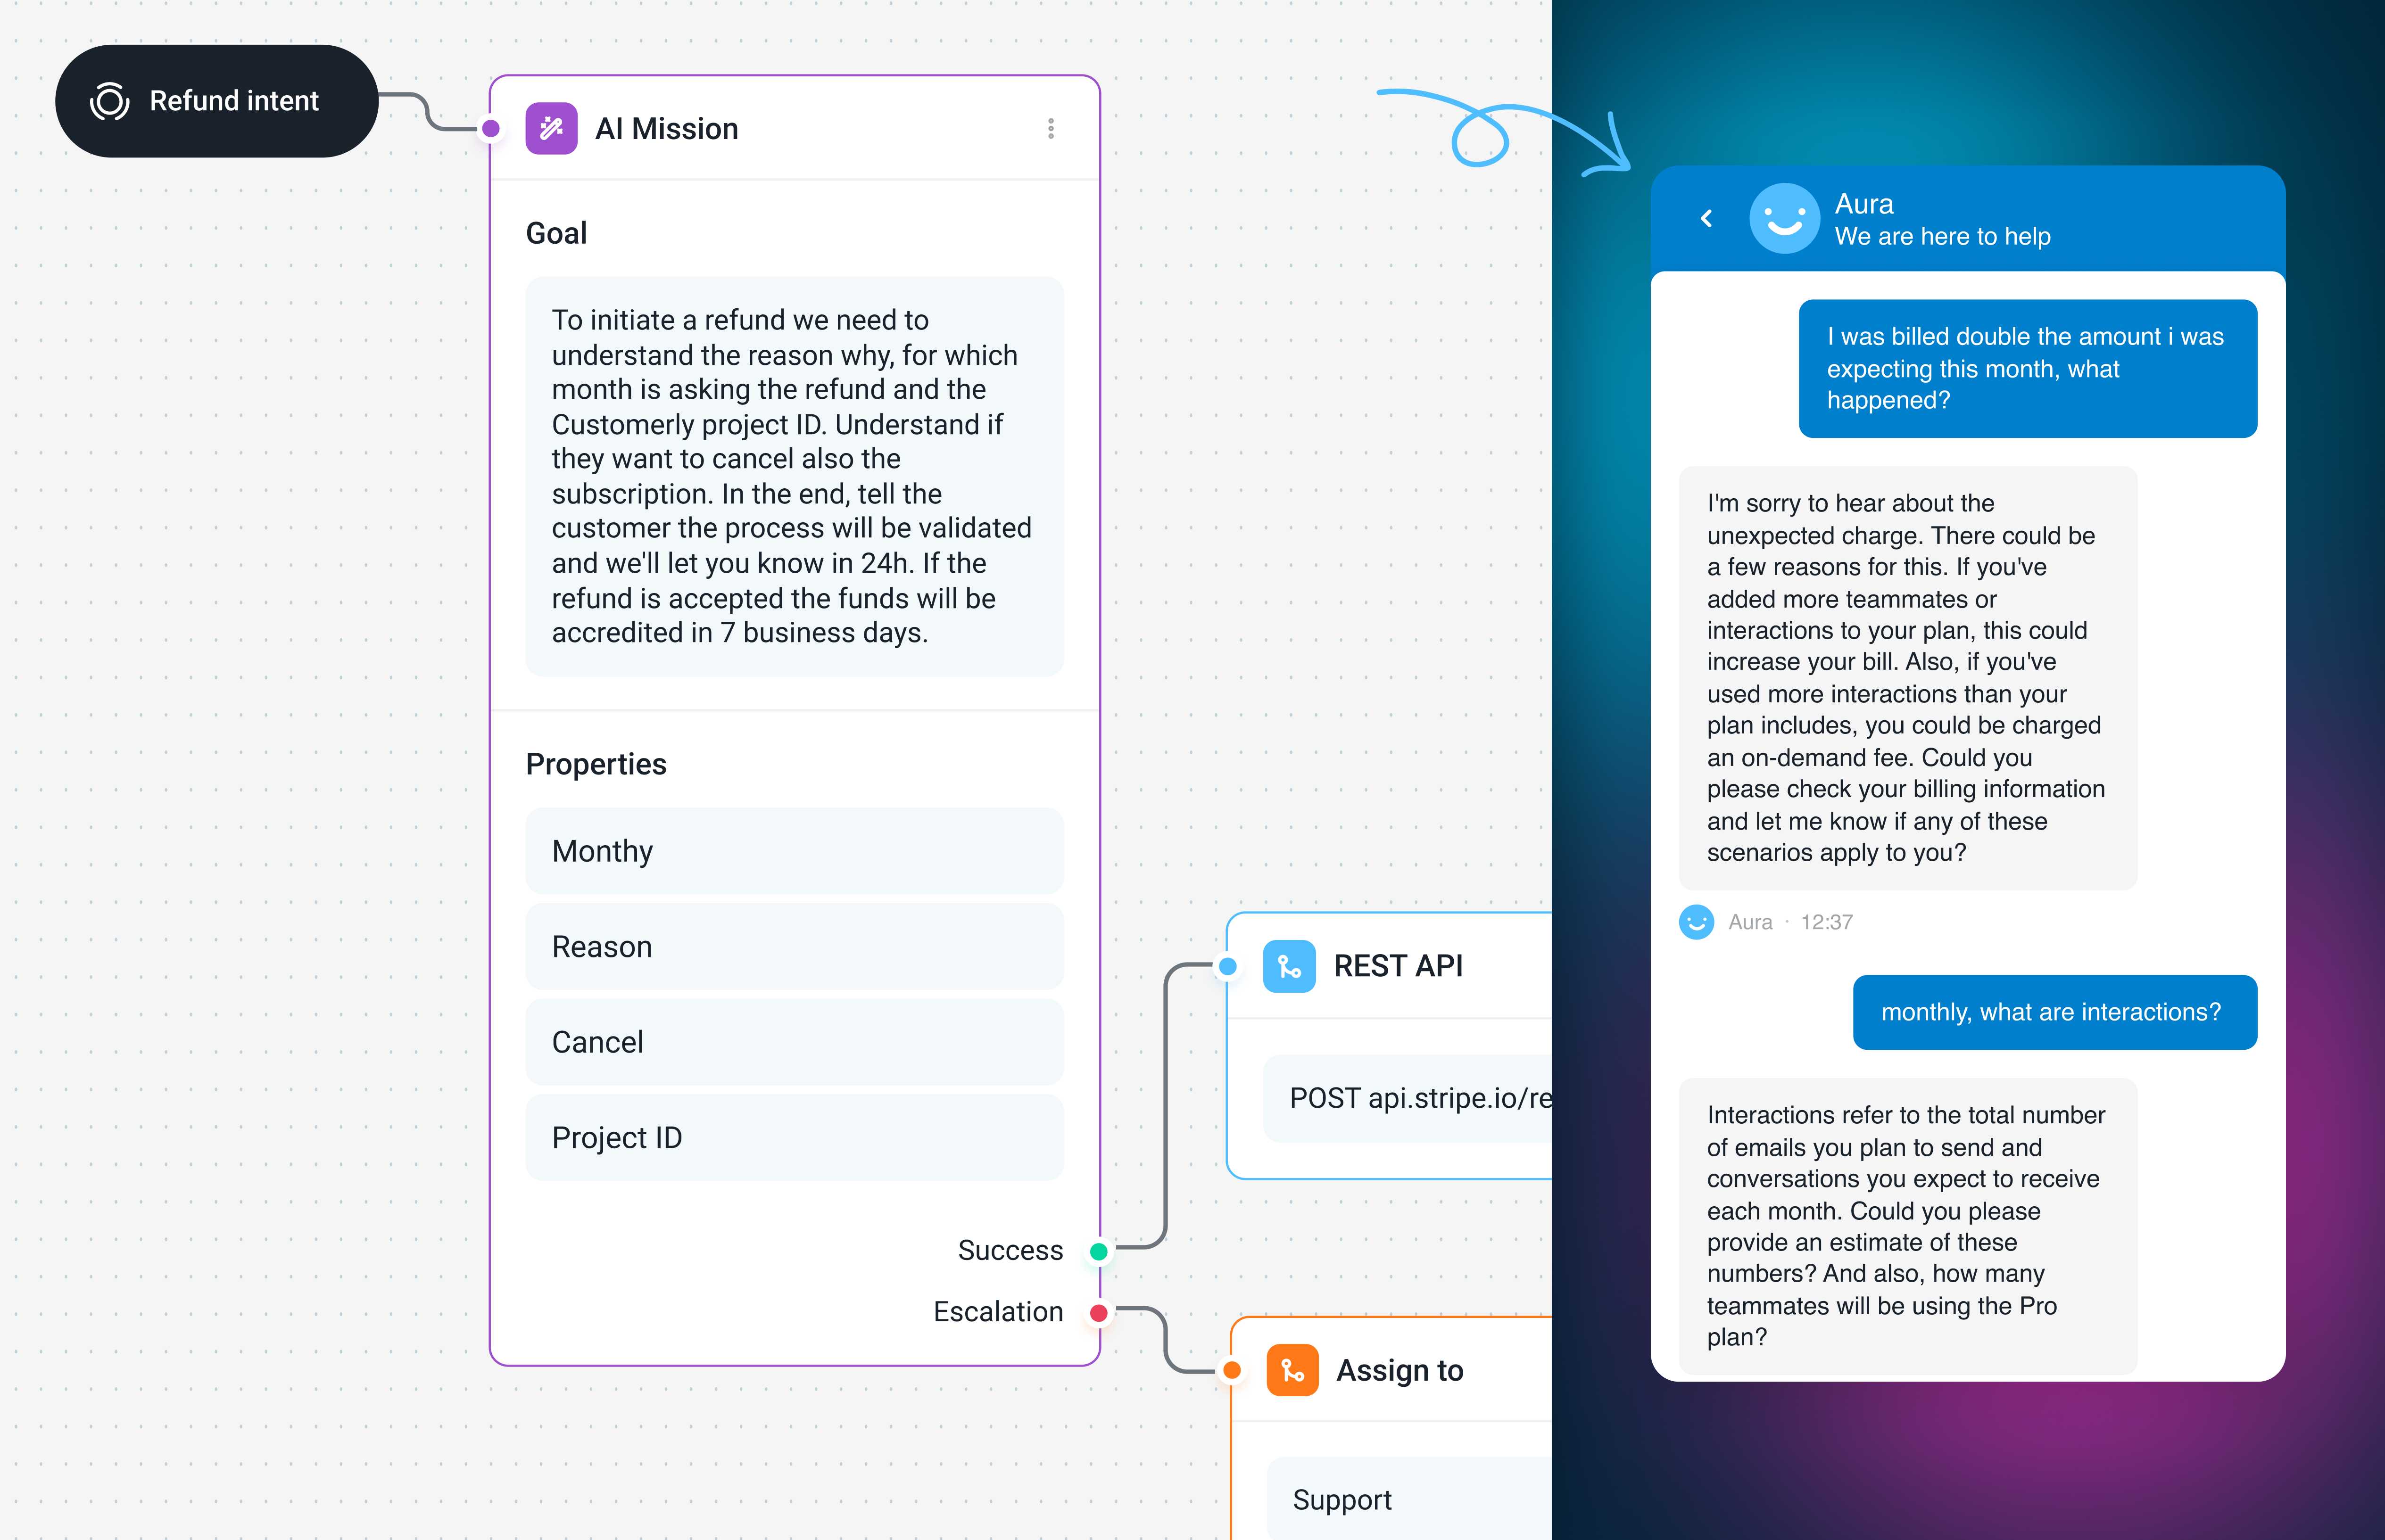 Refund intent
AI Mission
Goal
To initiate a refund we need to
understand the reason why, for which
month is asking the refund and the
Customerly project ID. Understand if
they want to cancel also the
subscription. In the end, tell the
customer the process will be validated
and we'll let you know in 24h. If the
refund is accepted the funds will be
accredited in 7 business days.
Properties
Monthy
Reason
Cancel
Project ID
Success
Escalation
REST API
POST api.stripe.io/re
Assign to
Support
Aura
We are here to help
I was billed double the amount i was
expecting this month, what
happened?
I'm sorry to hear about the
unexpected charge. There could be
a few reasons for this. If you've
added more teammates or
interactions to your plan, this could
increase your bill. Also, if you've
used more interactions than your
plan includes, you could be charged
an on-demand fee. Could you
please check your billing information
and let me know if any of these
scenarios apply to you?
Aura · 12:37
monthly, what are interactions?
Interactions refer to the total number
of emails you plan to send and
conversations you expect to receive
each month. Could you please
provide an estimate of these
numbers? And also, how many
teammates will be using the Pro
plan?